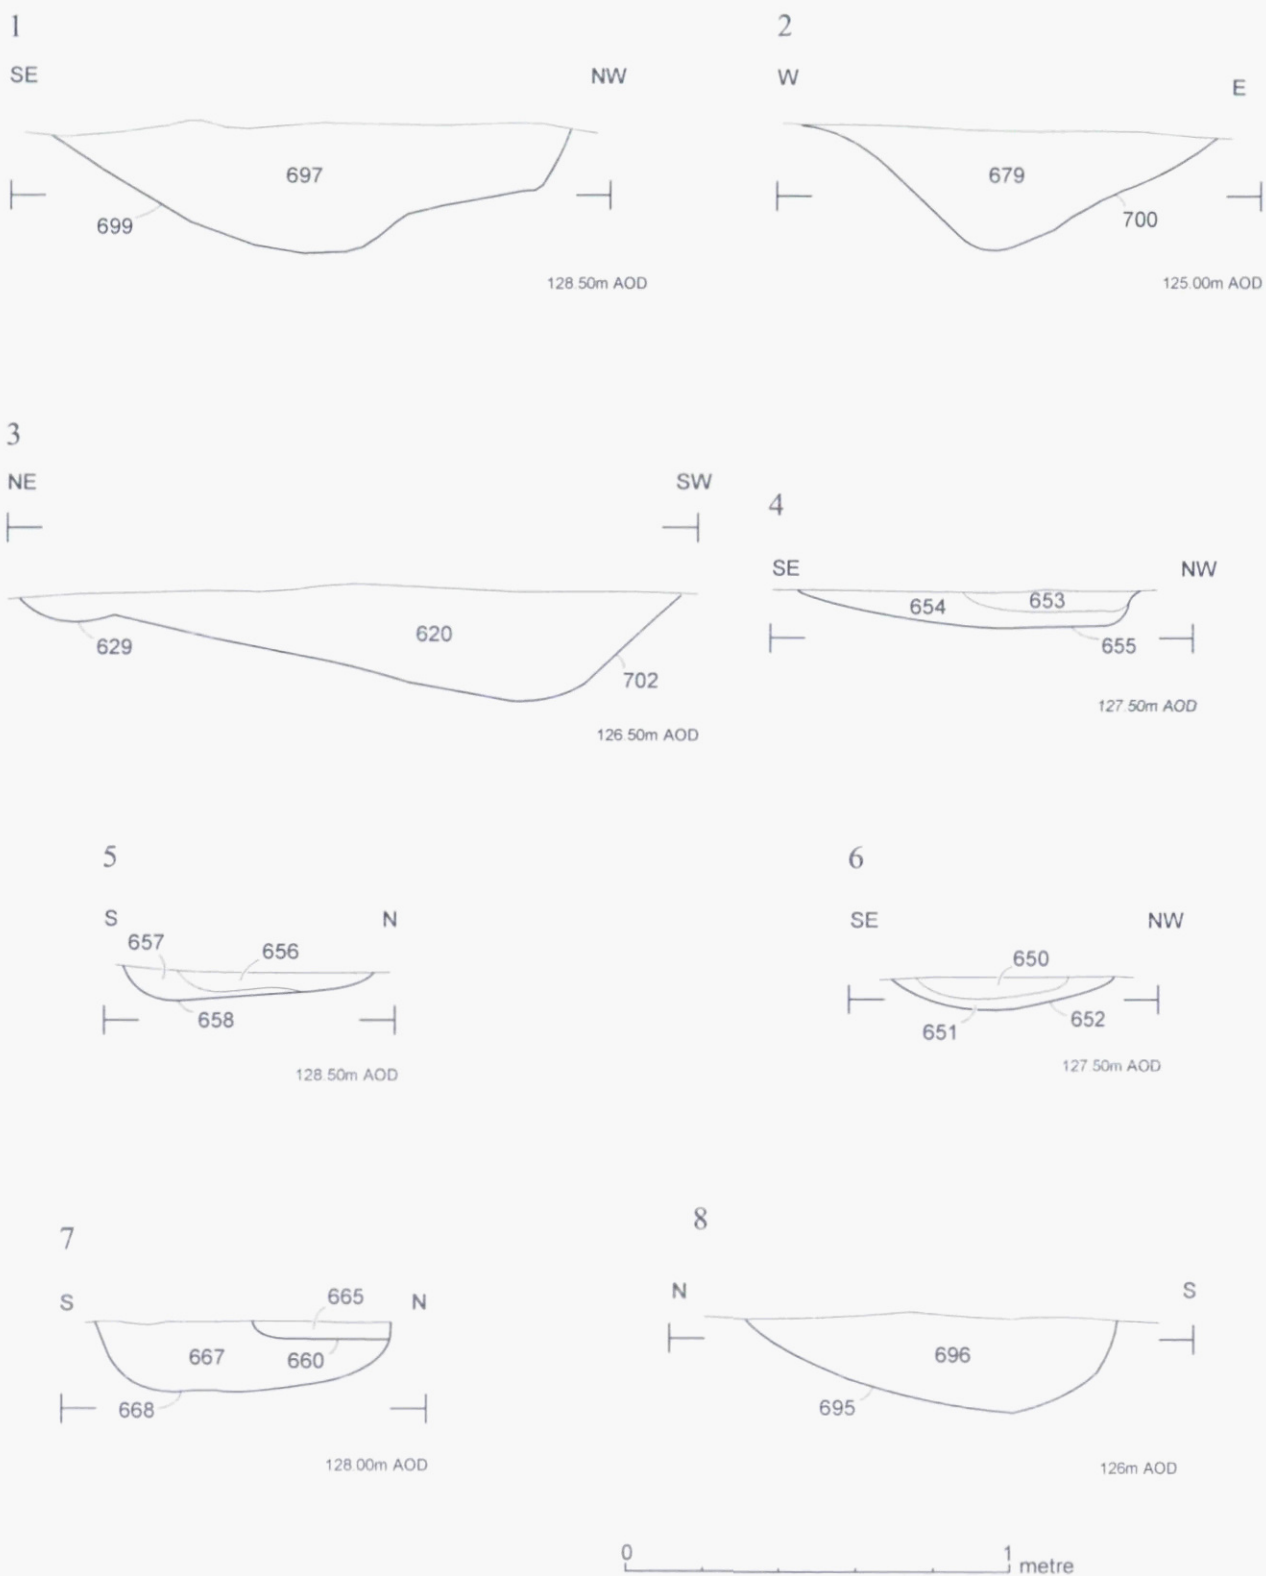 1
SE NW
697
699
128.50m AOD
2
W E
679
700
125.00m AOD
3
NE SW
620
629
702
126.50m AOD
4
SE NW
654 653
655
127.50m AOD
5
S N
657 656
658
128.50m AOD
6
SE NW
650
651 652
127.50m AOD
7
S N
665
667 660
668
128.00m AOD
8
N S
696
695
126m AOD
0 1 metre